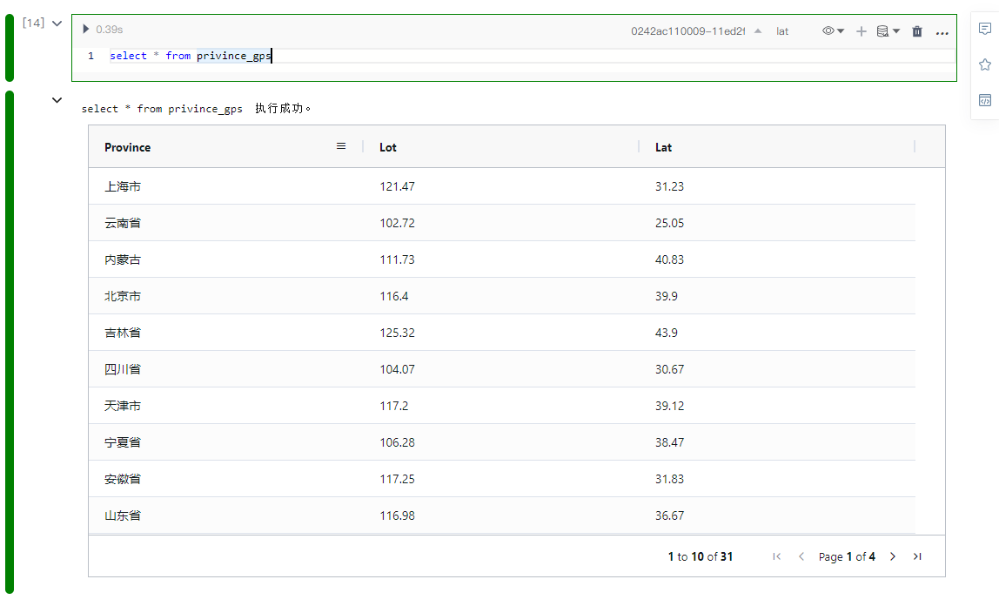 [14] 0.39s 0242ac110009-11ed2f lat
1 select * from privince_gps
select * from privince_gps 执行成功。
Province Lot Lat
上海市 121.47 31.23
云南省 102.72 25.05
内蒙古 111.73 40.83
北京市 116.4 39.9
吉林省 125.32 43.9
四川省 104.07 30.67
天津市 117.2 39.12
宁夏省 106.28 38.47
安徽省 117.25 31.83
山东省 116.98 36.67
1 to 10 of 31 Page 1 of 4